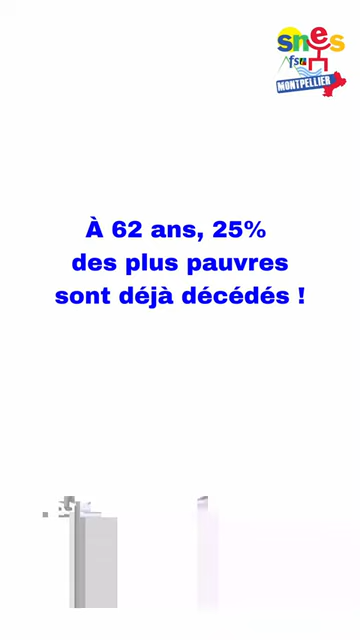 snes
fsu
MONTPELLIER
À 62 ans, 25%
des plus pauvres
sont déjà décédés !